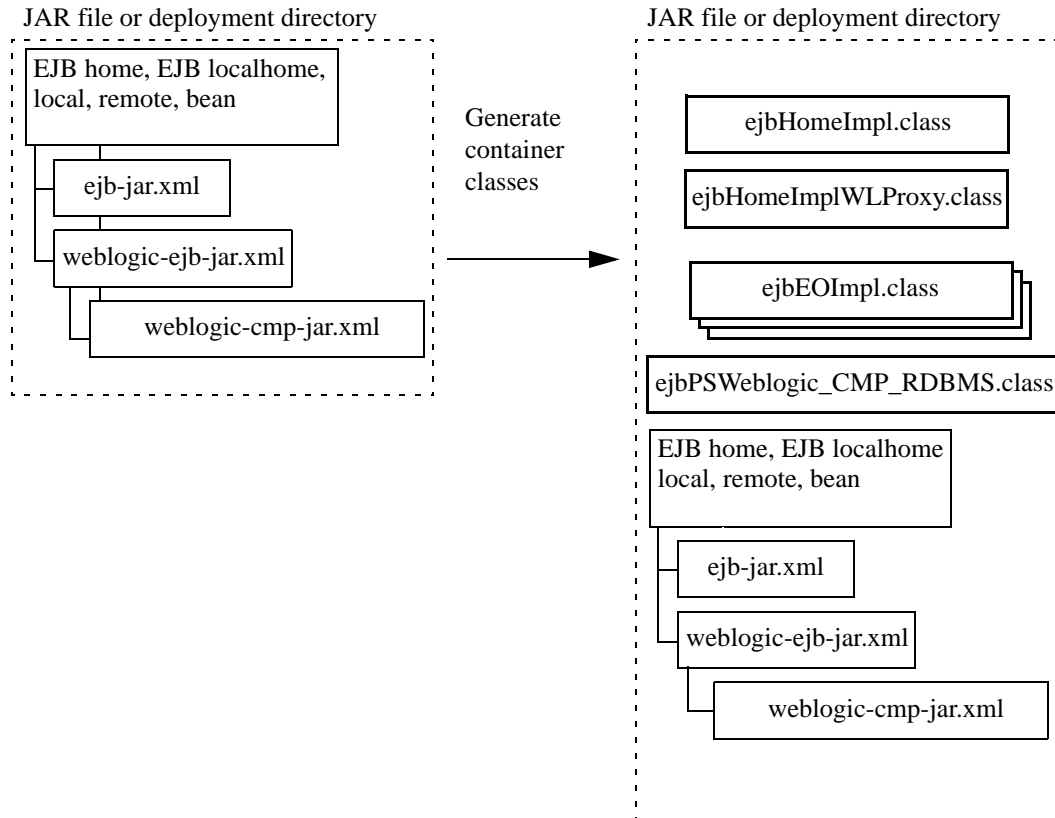 JAR file or deployment directory
EJB home, EJB localhome,
local, remote, bean
ejb-jar.xml
weblogic-ejb-jar.xml
weblogic-cmp-jar.xml
Generate
container
classes
JAR file or deployment directory
ejbHomeImpl.class
ejbHomeImplWLProxy.class
ejbEOImpl.class
ejbPSWeblogic_CMP_RDBMS.class
EJB home, EJB localhome
local, remote, bean
ejb-jar.xml
weblogic-ejb-jar.xml
weblogic-cmp-jar.xml